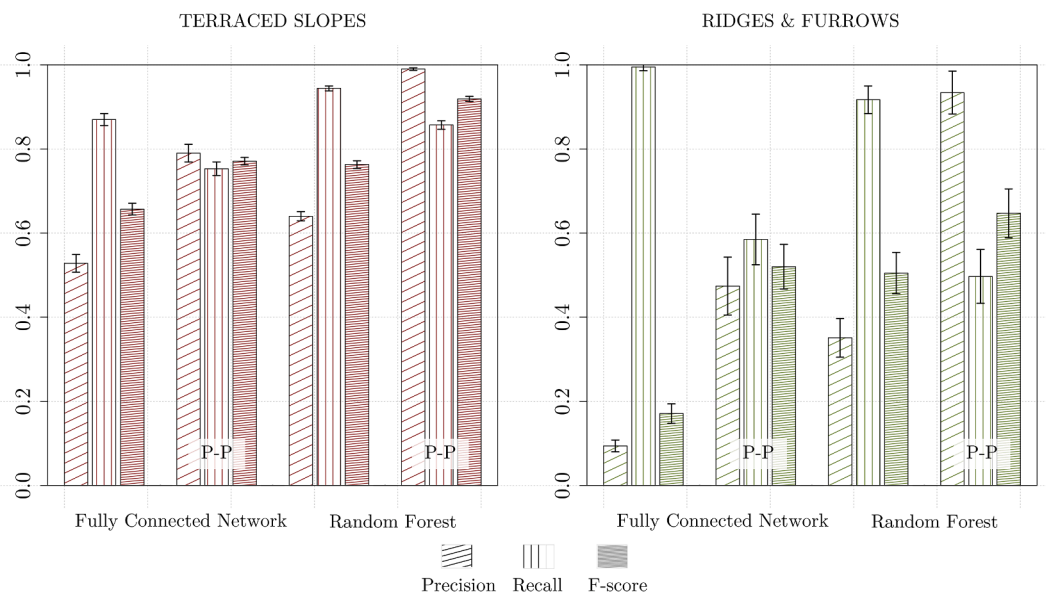 TERRACED SLOPES
RIDGES & FURROWS
1.0
0.8
0.6
0.4
0.2
0.0
P-P
P-P
Fully Connected Network
Random Forest
1.0
0.8
0.6
0.4
0.2
0.0
P-P
P-P
Fully Connected Network
Random Forest
Precision
Recall
F-score